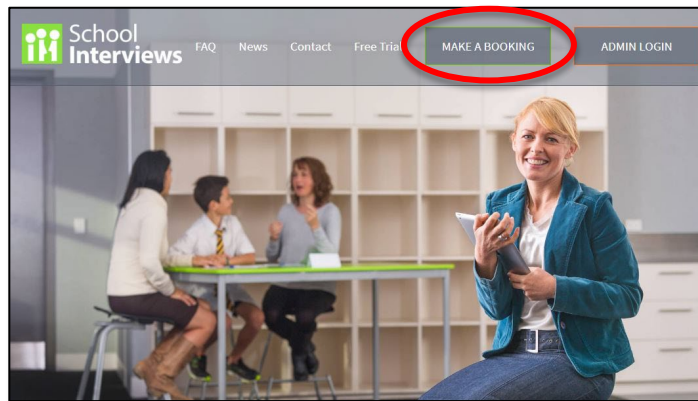 School
Interviews
FAQ News Contact Free Trial MAKE A BOOKING ADMIN LOGIN